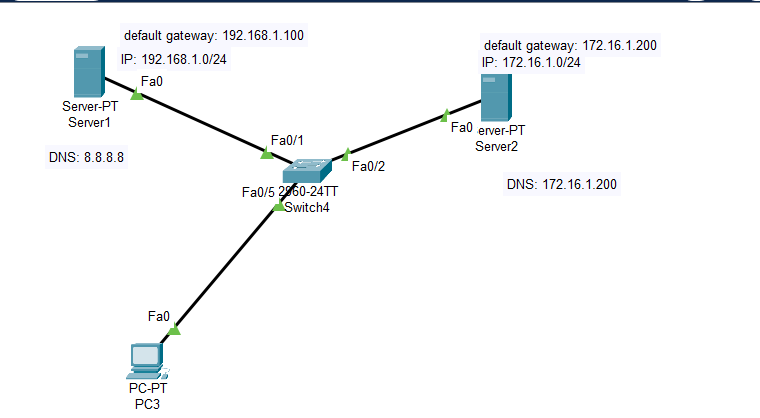 default gateway: 192.168.1.100
IP: 192.168.1.0/24
Fa0
Server-PT
Server1
DNS: 8.8.8.8
default gateway: 172.16.1.200
IP: 172.16.1.0/24
Fa0
erver-PT
Server2
DNS: 172.16.1.200
Fa0/1
Fa0/2
Fa0/5
2960-24TT
Switch4
Fa0
PC-PT
PC3